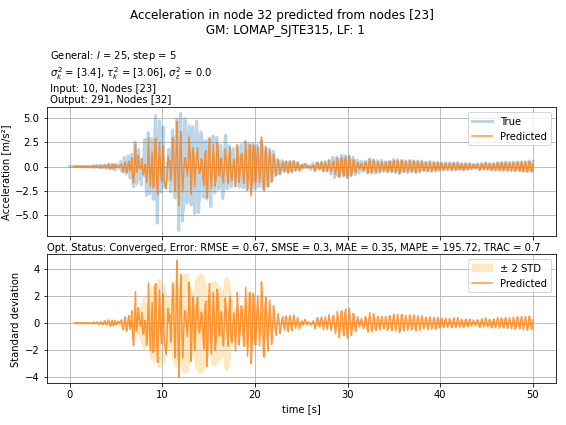 Acceleration in node 32 predicted from nodes [23]
GM: LOMAP_SJTE315, LF: 1
General: l = 25, step = 5
σ²ₖ = [3.4], τ²ₖ = [3.06], σ²ε = 0.0
Input: 10, Nodes [23]
Output: 291, Nodes [32]
Acceleration [m/s²]
5.0
2.5
0.0
−2.5
−5.0
True
Predicted
Opt. Status: Converged, Error: RMSE = 0.67, SMSE = 0.3, MAE = 0.35, MAPE = 195.72, TRAC = 0.7
Standard deviation
4
2
0
−2
−4
± 2 STD
Predicted
0 10 20 30 40 50
time [s]